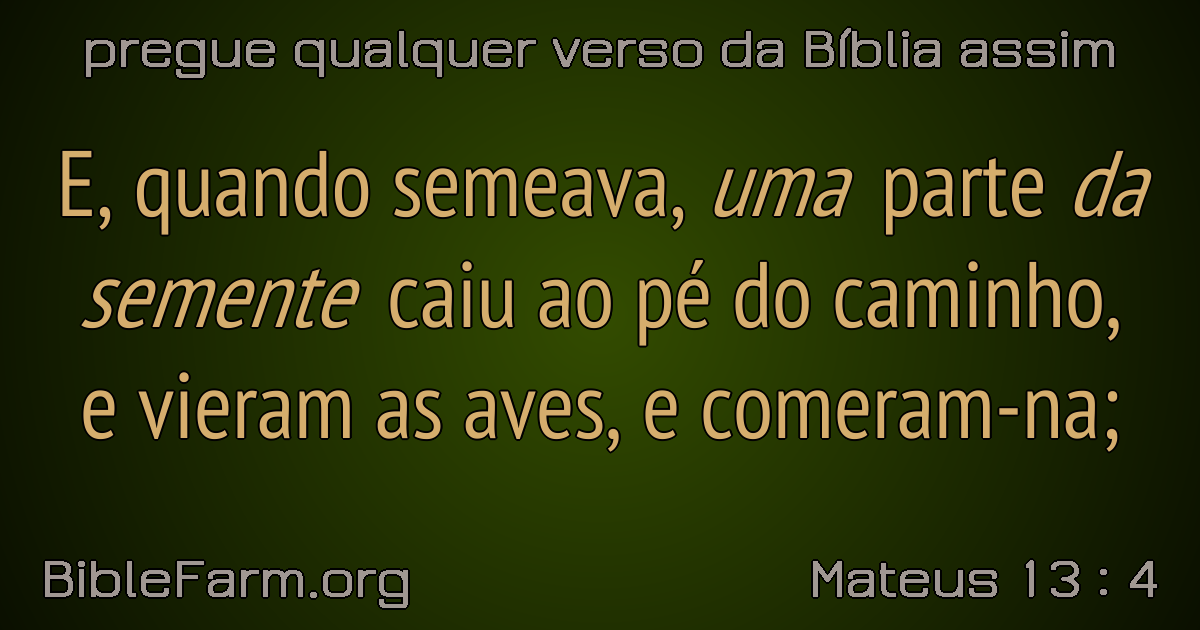 pregue qualquer verso da Bíblia assim
E, quando semeava, uma parte da
semente caiu ao pé do caminho,
e vieram as aves, e comeram-na;
BibleFarm.org
Mateus 13 : 4